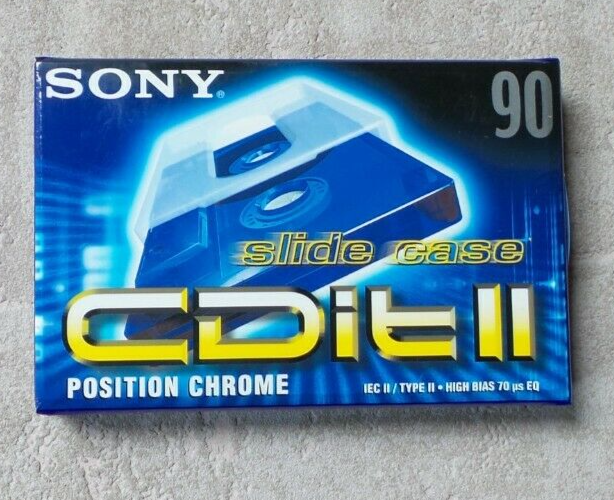 SONY®
90
slide case
CDit II
POSITION CHROME
IEC II / TYPE II • HIGH BIAS 70 µs EQ